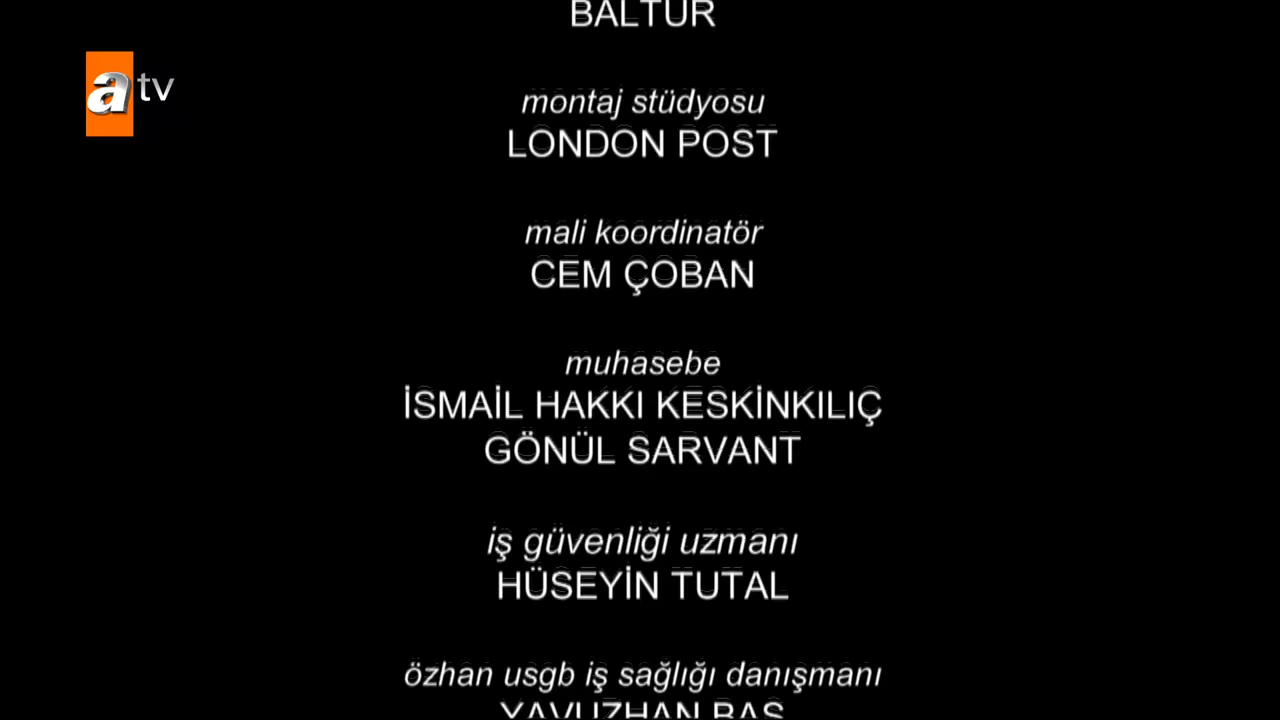 BALTUR
atv
montaj stüdyosu
LONDON POST
mali koordinatör
CEM ÇOBAN
muhasebe
İSMAİL HAKKI KESKİNKILIÇ
GÖNÜL SARVANT
iş güvenliği uzmanı
HÜSEYİN TUTAL
özhan usgb iş sağlığı danışmanı
YAVUZHAN